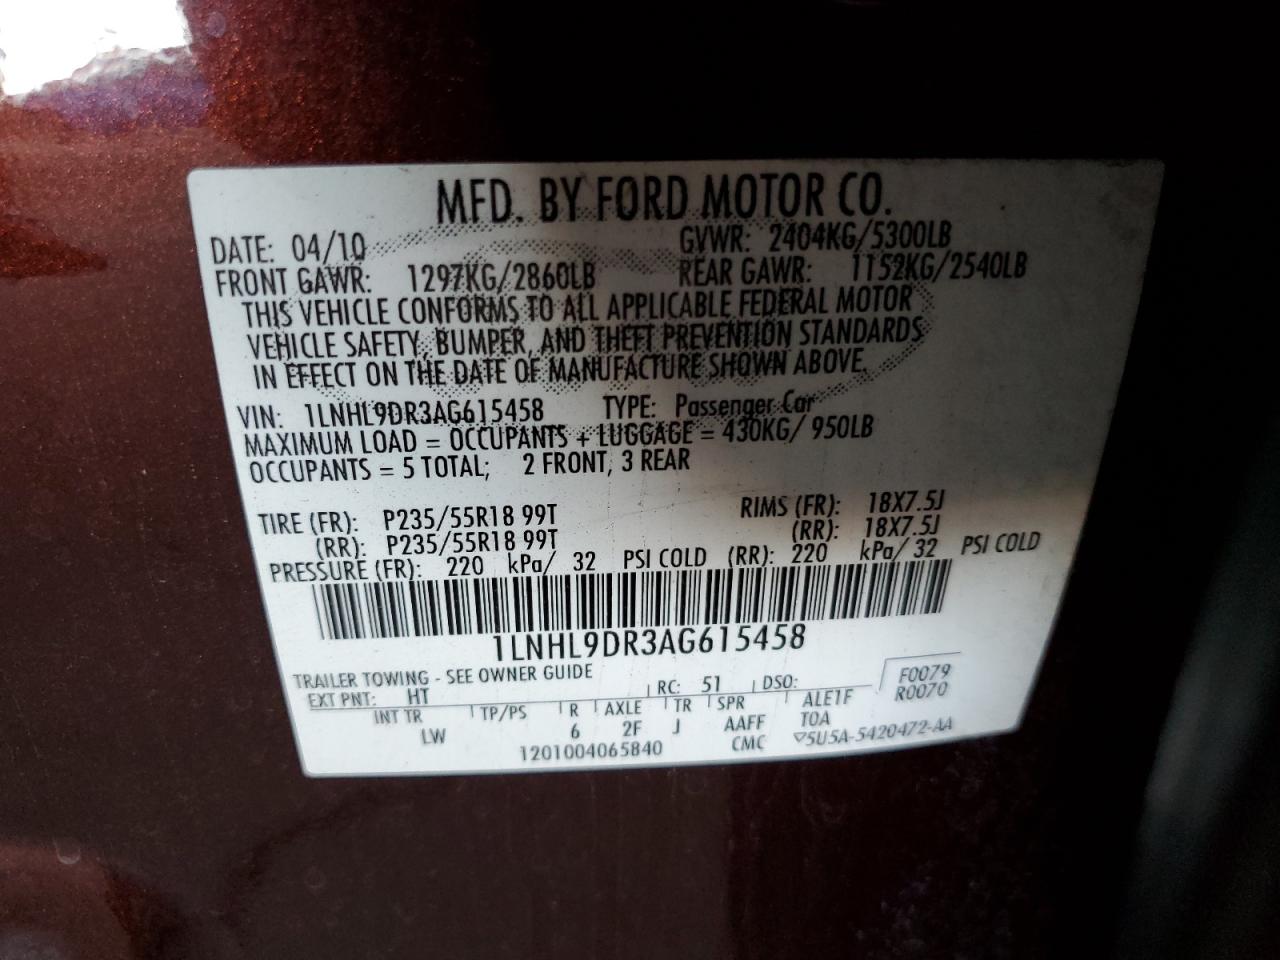 MFD. BY FORD MOTOR CO.
DATE: 04/10 GVWR: 2404KG/5300LB
FRONT GAWR: 1297KG/2860LB REAR GAWR: 1152KG/2540LB
THIS VEHICLE CONFORMS TO ALL APPLICABLE FEDERAL MOTOR
VEHICLE SAFETY, BUMPER, AND THEFT PREVENTION STANDARDS
IN EFFECT ON THE DATE OF MANUFACTURE SHOWN ABOVE.
VIN: 1LNHL9DR3AG615458 TYPE: Passenger Car
MAXIMUM LOAD = OCCUPANTS + LUGGAGE = 430KG/ 950LB
OCCUPANTS = 5 TOTAL; 2 FRONT, 3 REAR
TIRE (FR): P235/55R18 99T RIMS (FR): 18X7.5J
(RR): P235/55R18 99T (RR): 18X7.5J
PRESSURE (FR): 220 kPa/ 32 PSI COLD (RR): 220 kPa/ 32 PSI COLD
1LNHL9DR3AG615458
TRAILER TOWING - SEE OWNER GUIDE F0079
EXT PNT: HT RC: 51 DSO: R0070
INT TR TP/PS R AXLE TR SPR ALE1F
LW 6 2F J AAFF TOA
1201004065840 CMC ▽5U5A-5420472-AA